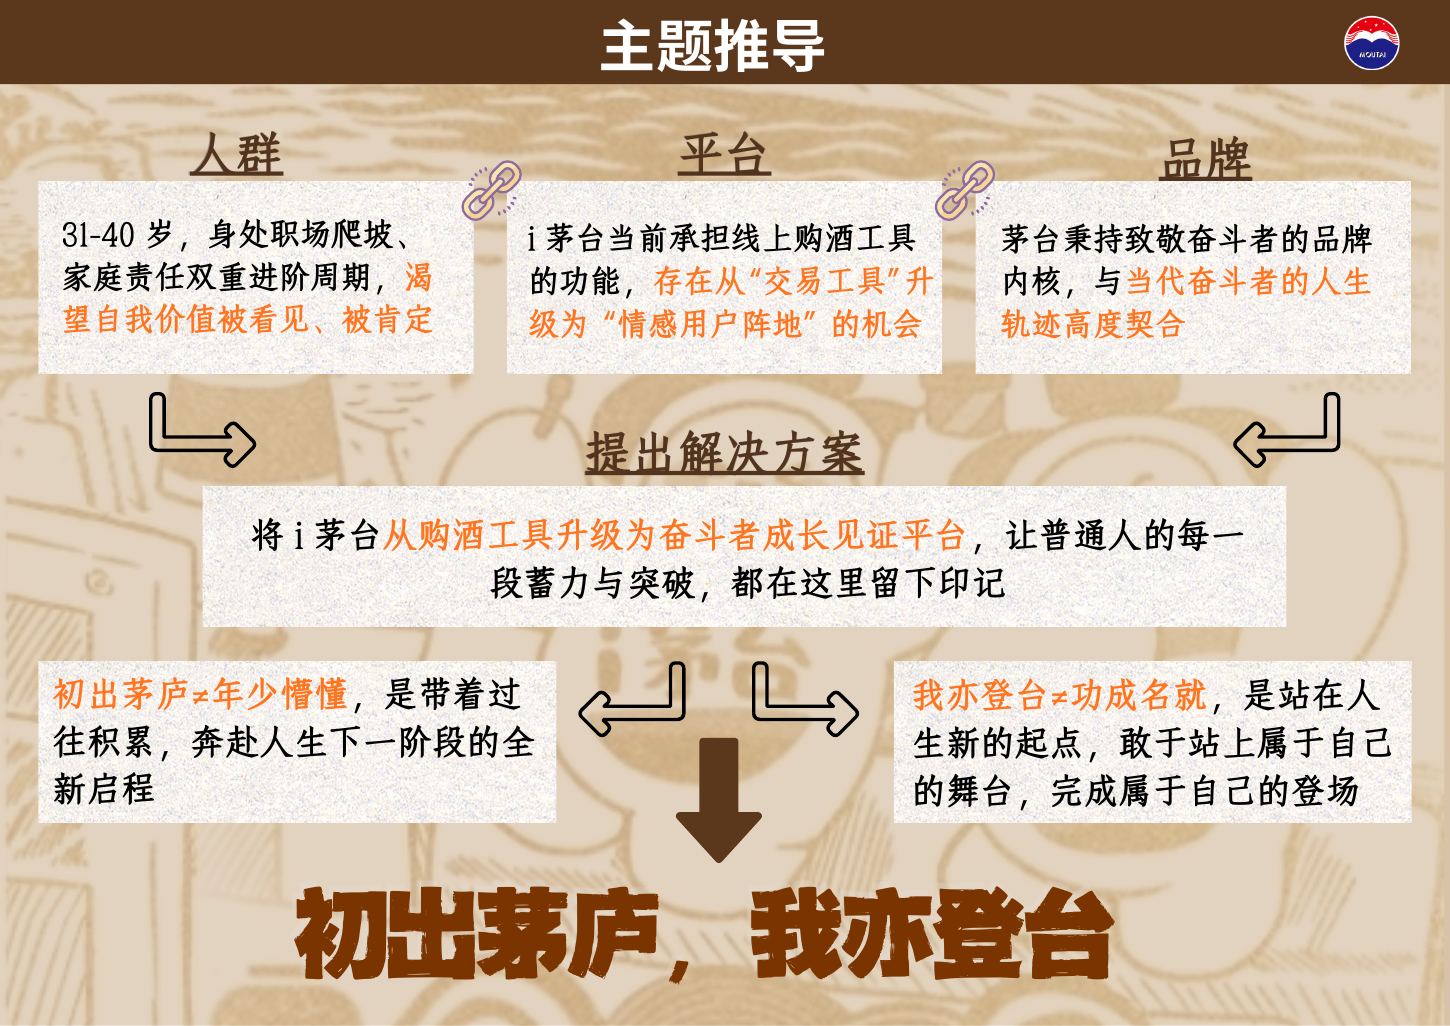 主题推导
MOUTAI
人群
31-40 岁，身处职场爬坡、
家庭责任双重进阶周期，渴
望自我价值被看见、被肯定
平台
i 茅台当前承担线上购酒工具
的功能，存在从“交易工具”升
级为“情感用户阵地”的机会
品牌
茅台秉持致敬奋斗者的品牌
内核，与当代奋斗者的人生
轨迹高度契合
提出解决方案
将 i 茅台从购酒工具升级为奋斗者成长见证平台，让普通人的每一
段蓄力与突破，都在这里留下印记
i茅台
初出茅庐≠年少懵懂，是带着过
往积累，奔赴人生下一阶段的全
新启程
我亦登台≠功成名就，是站在人
生新的起点，敢于站上属于自己
的舞台，完成属于自己的登场
初出茅庐，我亦登台